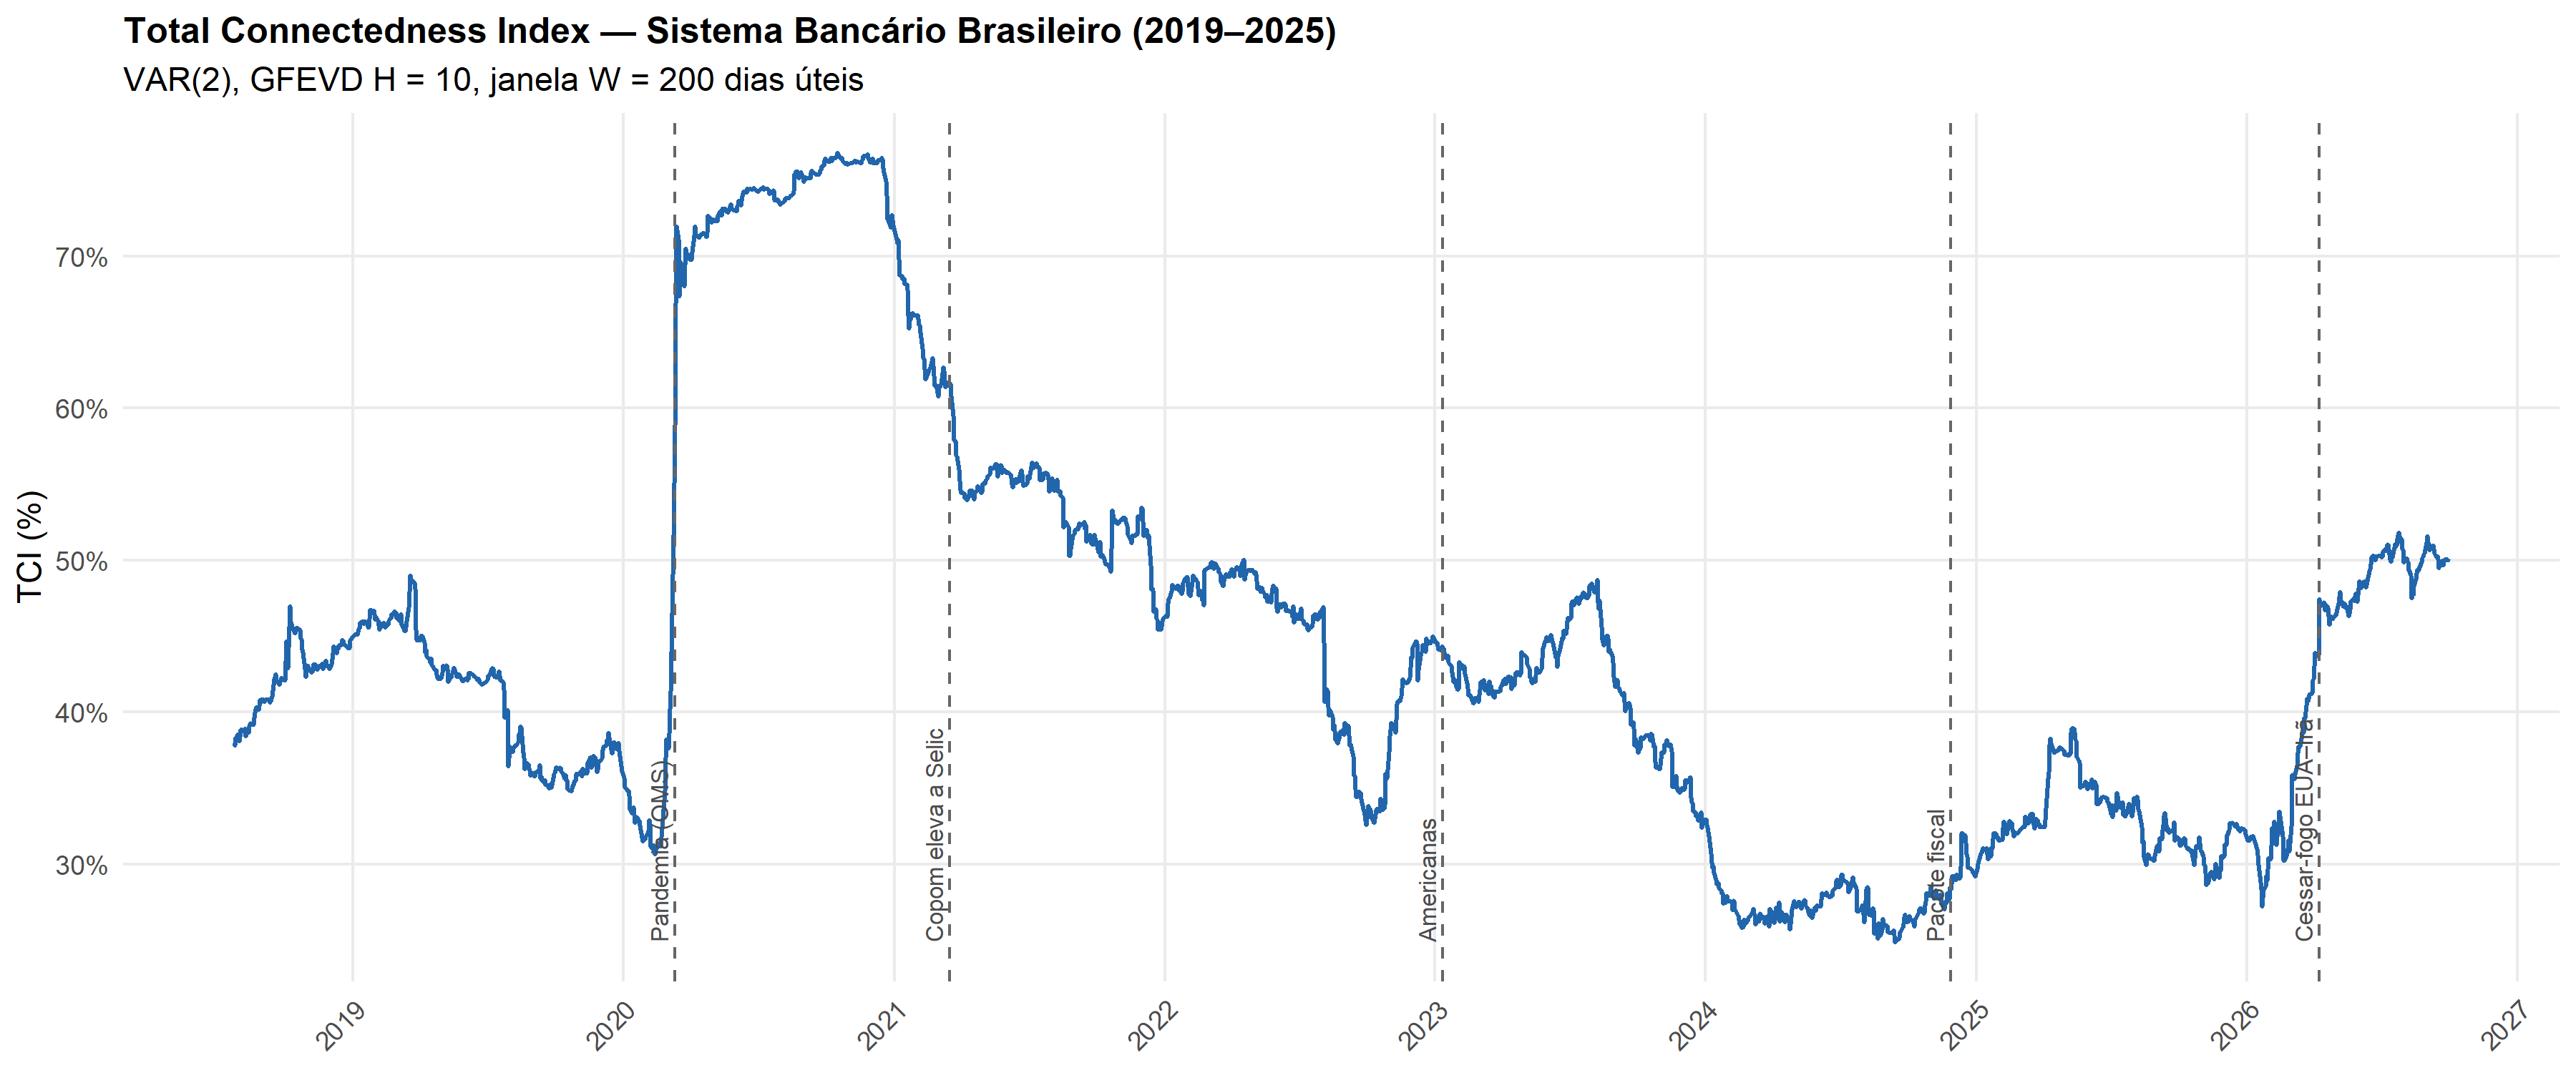 Total Connectedness Index — Sistema Bancário Brasileiro (2019–2025)
VAR(2), GFEVD H = 10, janela W = 200 dias úteis
TCI (%)
70%
60%
50%
40%
30%
Pandemia (OMS)
Copom eleva a Selic
Americanas
Pacote fiscal
Cessar-fogo EUA–Irã
2019
2020
2021
2022
2023
2024
2025
2026
2027